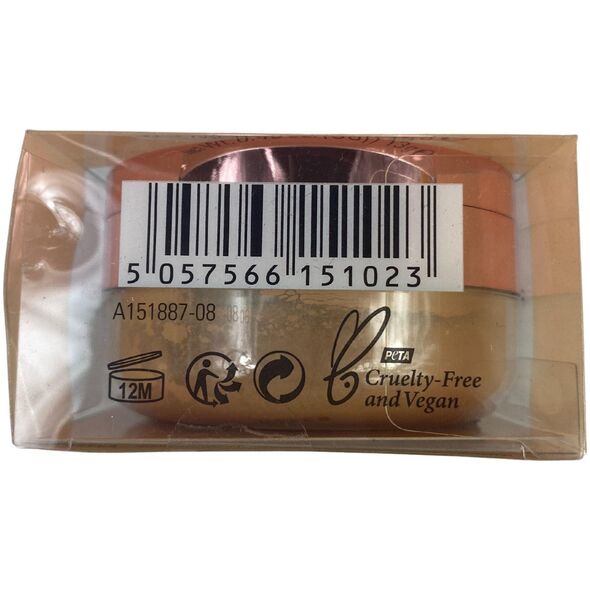 5 057566 151023
A151887-08
12M
PETA
Cruelty-Free
and Vegan